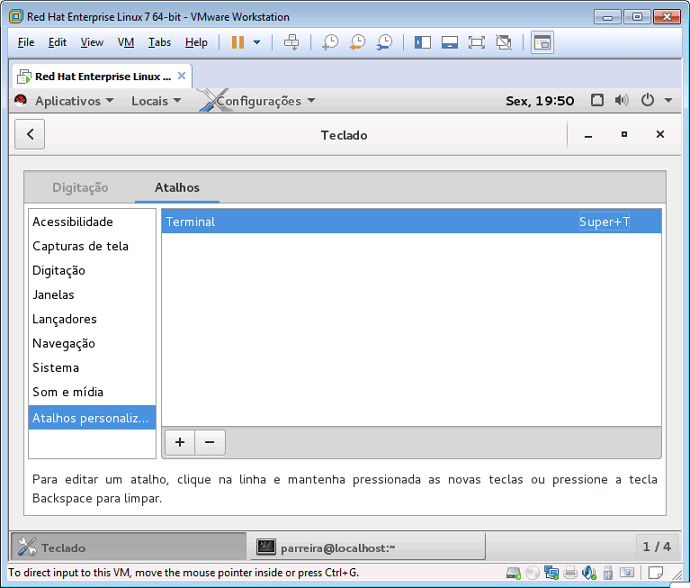 Red Hat Enterprise Linux 7 64-bit - VMware Workstation
File Edit View VM Tabs Help
Red Hat Enterprise Linux ...
Aplicativos Locais Configurações Sex, 19:50
Teclado
Digitação Atalhos
Acessibilidade
Capturas de tela
Digitação
Janelas
Lançadores
Navegação
Sistema
Som e mídia
Atalhos personaliz...
Terminal Super+T
Para editar um atalho, clique na linha e mantenha pressionada as novas teclas ou pressione a tecla
Backspace para limpar.
Teclado parreira@localhost:~ 1 / 4
To direct input to this VM, move the mouse pointer inside or press Ctrl+G.